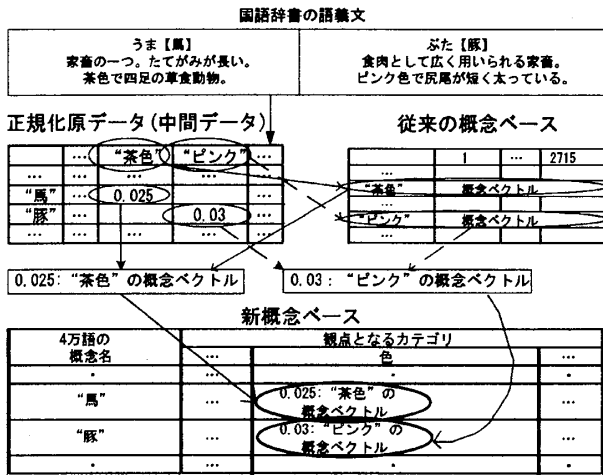 国語辞書の語義文
うま【馬】
家畜の一つ。たてがみが長い。
茶色で四足の草食動物。
ぶた【豚】
食肉として広く用いられる家畜。
ピンク色で尻尾が短く太っている。
正規化原データ(中間データ)
… “茶色” “ピンク” …
… … … … …
“馬” … 0.025 …
“豚” … 0.03 …
… … … … …
従来の概念ベース
1 … 2715
…
“茶色” 概念ベクトル
…
“ピンク” 概念ベクトル
…
0.025: “茶色” の概念ベクトル
0.03: “ピンク” の概念ベクトル
新概念ベース
4万語の
概念名
観点となるカテゴリ
… 色 …
・ … ・ …
“馬” … 0.025: “茶色” の
概念ベクトル …
“豚” … 0.03: “ピンク” の
概念ベクトル …
・ … ・ …